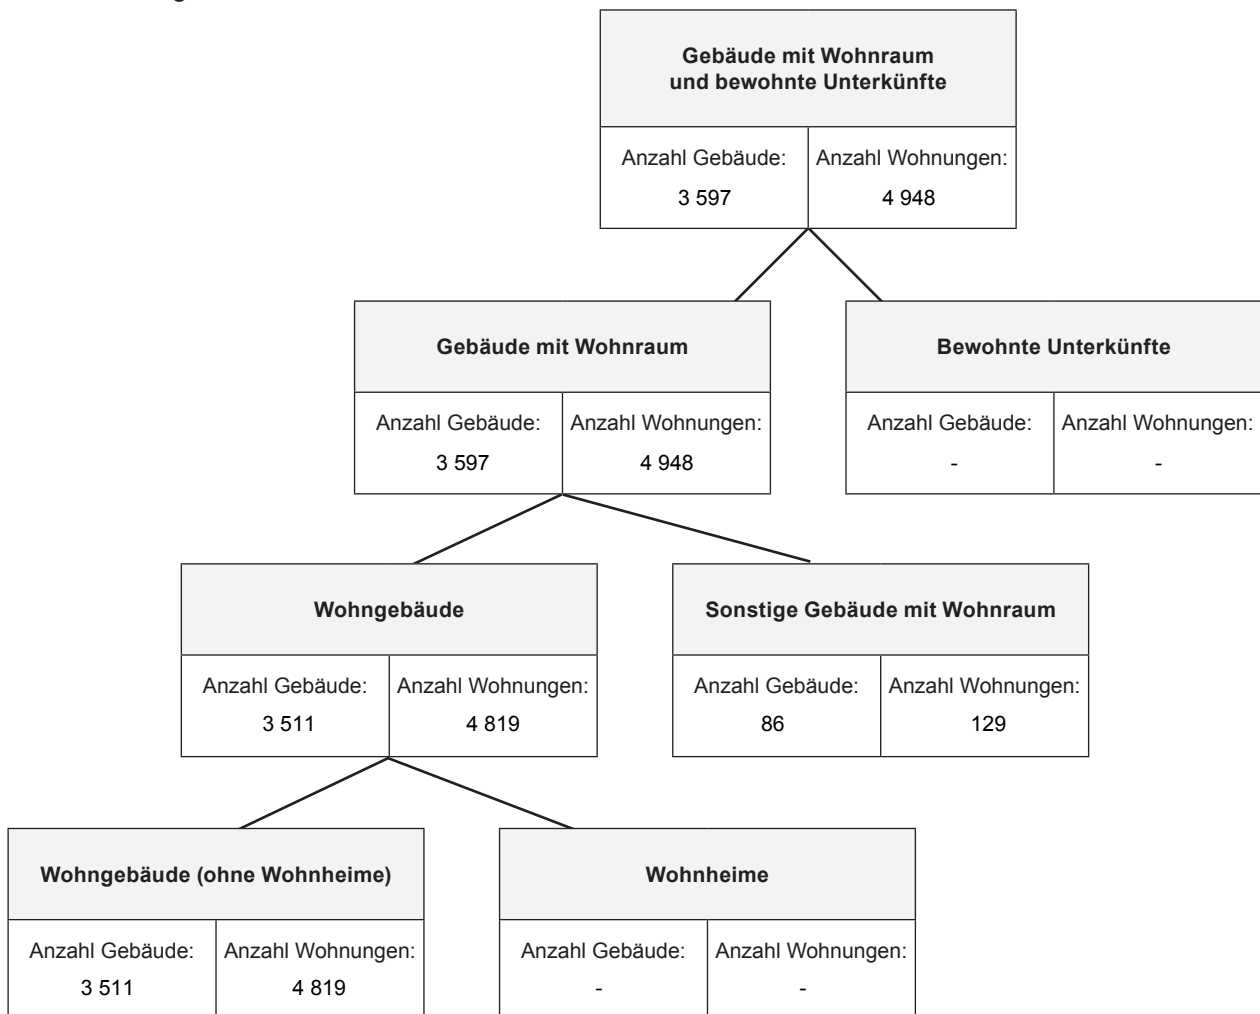 Gebäude mit Wohnraum
und bewohnte Unterkünfte
Anzahl Gebäude: Anzahl Wohnungen:
3 597 4 948
Gebäude mit Wohnraum
Anzahl Gebäude: Anzahl Wohnungen:
3 597 4 948
Bewohnte Unterkünfte
Anzahl Gebäude: Anzahl Wohnungen:
- -
Wohngebäude
Anzahl Gebäude: Anzahl Wohnungen:
3 511 4 819
Sonstige Gebäude mit Wohnraum
Anzahl Gebäude: Anzahl Wohnungen:
86 129
Wohngebäude (ohne Wohnheime)
Anzahl Gebäude: Anzahl Wohnungen:
3 511 4 819
Wohnheime
Anzahl Gebäude: Anzahl Wohnungen:
- -